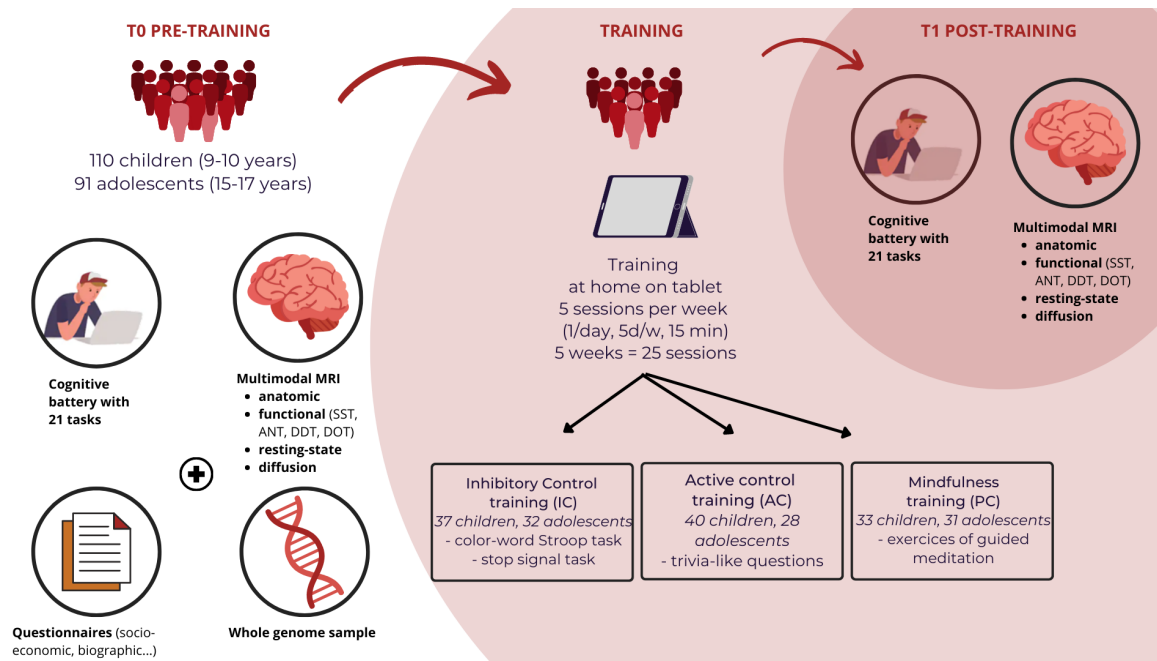 T0 PRE-TRAINING
110 children (9-10 years)
91 adolescents (15-17 years)
Cognitive
battery with
21 tasks
Multimodal MRI
• anatomic
• functional (SST,
ANT, DDT, DOT)
• resting-state
• diffusion
Questionnaires (socio-
economic, biographic...)
Whole genome sample
TRAINING
Training
at home on tablet
5 sessions per week
(1/day, 5d/w, 15 min)
5 weeks = 25 sessions
Inhibitory Control
training (IC)
37 children, 32 adolescents
- color-word Stroop task
- stop signal task
Active control
training (AC)
40 children, 28
adolescents
- trivia-like questions
Mindfulness
training (PC)
33 children, 31 adolescents
- exercices of guided
meditation
T1 POST-TRAINING
Cognitive
battery with
21 tasks
Multimodal MRI
• anatomic
• functional (SST,
ANT, DDT, DOT)
• resting-state
• diffusion